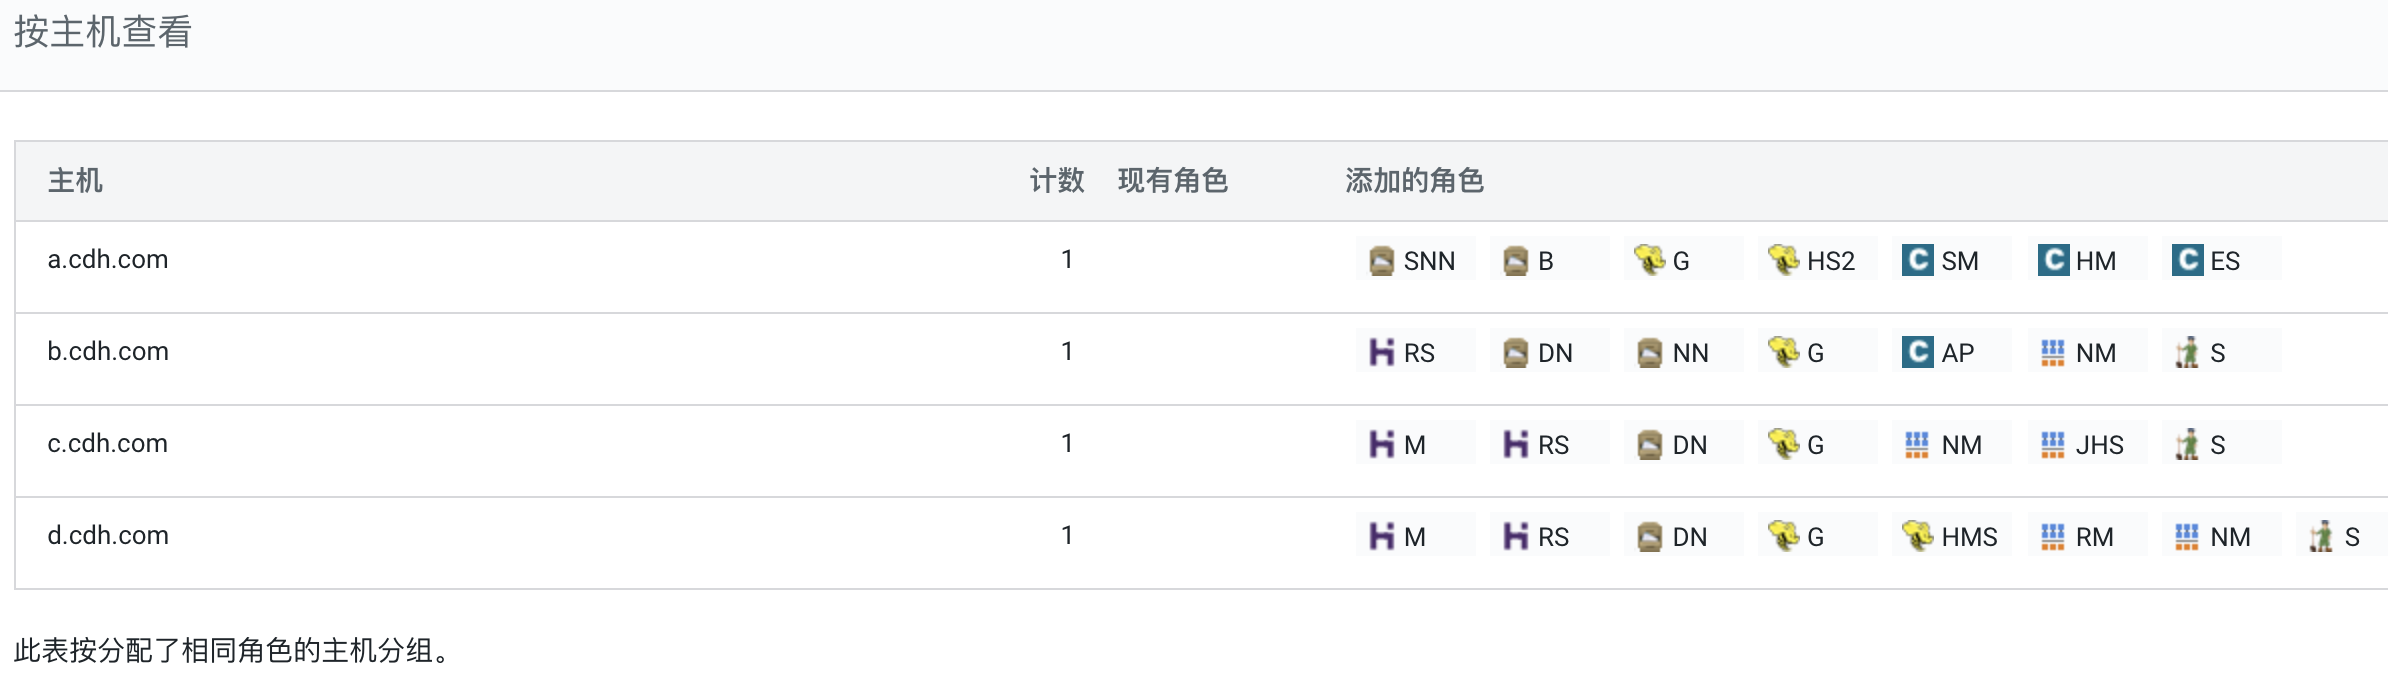 按主机查看
主机 计数 现有角色 添加的角色
a.cdh.com 1 SNN B G HS2 SM HM ES
b.cdh.com 1 RS DN NN G AP NM S
c.cdh.com 1 M RS DN G NM JHS S
d.cdh.com 1 M RS DN G HMS RM NM S
此表按分配了相同角色的主机分组。